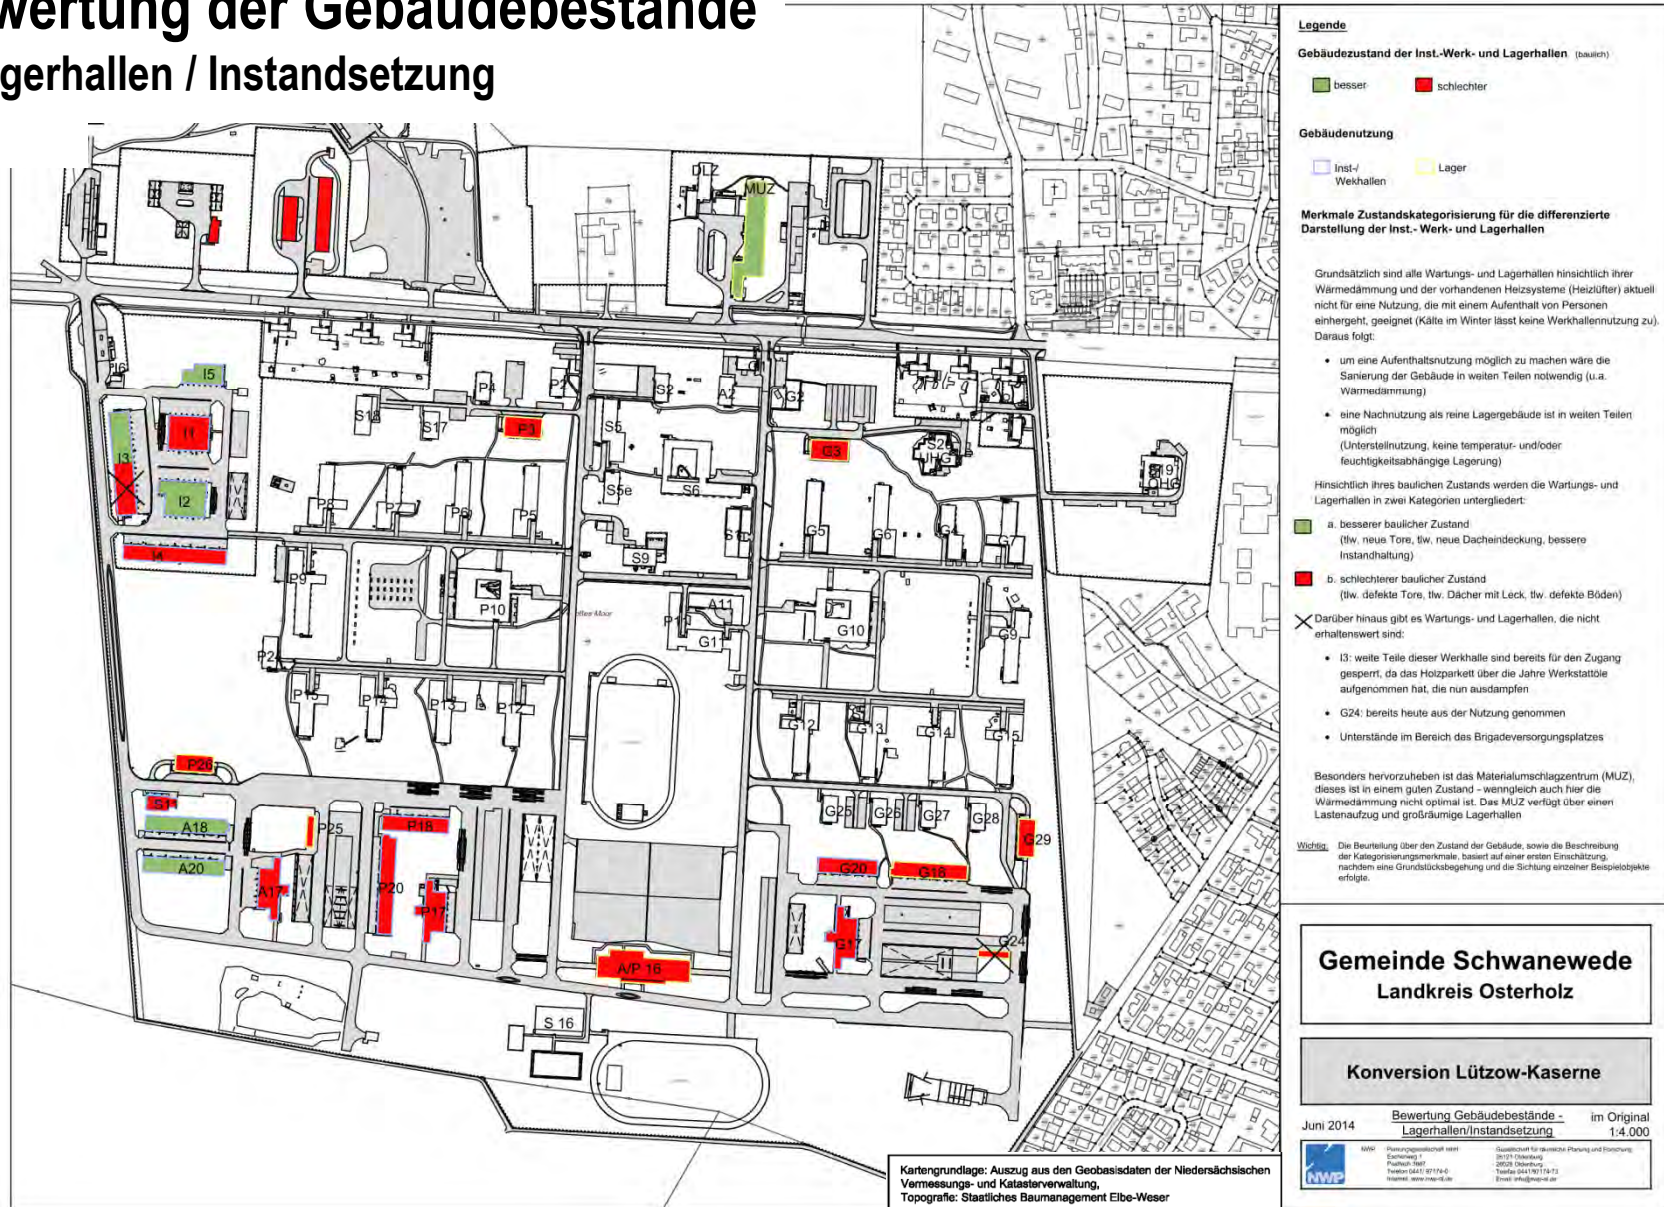 wertung der Gebäudebestände
gerhallen / Instandsetzung
Legende
Gebäudezustand der Inst.-Werk- und Lagerhallen (baulich)
besser
schlechter
Gebäudenutzung
Inst-/
Wekhallen
Lager
Merkmale Zustandskategorisierung für die differenzierte
Darstellung der Inst.- Werk- und Lagerhallen
Grundsätzlich sind alle Wartungs- und Lagerhallen hinsichtlich ihrer
Wärmedämmung und der vorhandenen Heizsysteme (Heizlüfter) aktuell
nicht für eine Nutzung, die mit einem Aufenthalt von Personen
einhergeht, geeignet (Kälte im Winter lässt keine Werkhallennutzung zu).
Daraus folgt:
• um eine Aufenthaltsnutzung möglich zu machen wäre die
Sanierung der Gebäude in weiten Teilen notwendig (u.a.
Wärmedämmung)
• eine Nachnutzung als reine Lagergebäude ist in weiten Teilen
möglich
(Unterstellnutzung, keine temperatur- und/oder
feuchtigkeitsabhängige Lagerung)
Hinsichtlich ihres baulichen Zustands werden die Wartungs- und
Lagerhallen in zwei Kategorien untergliedert:
a. besserer baulicher Zustand
(tlw. neue Tore, tlw. neue Dacheindeckung, bessere
Instandhaltung)
b. schlechterer baulicher Zustand
(tlw. defekte Tore, tlw. Dächer mit Leck, tlw. defekte Böden)
Darüber hinaus gibt es Wartungs- und Lagerhallen, die nicht
erhaltenswert sind:
• I3: weite Teile dieser Werkhalle sind bereits für den Zugang
gesperrt, da das Holzparkett über die Jahre Werkstattöle
aufgenommen hat, die nun ausdampfen
• G24: bereits heute aus der Nutzung genommen
• Unterstände im Bereich des Brigadeversorgungsplatzes
Besonders hervorzuheben ist das Materialumschlagzentrum (MUZ),
dieses ist in einem guten Zustand - wenngleich auch hier die
Wärmedämmung nicht optimal ist. Das MUZ verfügt über einen
Lastenaufzug und großräumige Lagerhallen
Wichtig: Die Beurteilung über den Zustand der Gebäude, sowie die Beschreibung
der Kategorisierungsmerkmale, basiert auf einer ersten Einschätzung,
nachdem eine Grundstücksbegehung und die Sichtung einzelner Beispielobjekte
erfolgte.
Gemeinde Schwanewede
Landkreis Osterholz
Konversion Lützow-Kaserne
Juni 2014
Bewertung Gebäudebestände -
Lagerhallen/Instandsetzung
im Original
1:4.000
NWP
Kartengrundlage: Auszug aus den Geobasisdaten der Niedersächsischen
Vermessungs- und Katasterverwaltung,
Topografie: Staatliches Baumanagement Elbe-Weser
DLZ
MUZ
I5
I1
I3
I2
I4
S18
S17
P4
P2
P3
S2
A2
G2
S5
S5e
S6
G3
S20
UHG
S19
OHG
P8
P7
P6
P5
S9
S1
G5
G6
G4
G7
P9
P10
A11
G1
G10
G9
P24
P15
P14
P13
P12
G12
G13
G14
G15
P26
S11
A18
A20
A17
P25
P18
P20
P17
G25
G26
G27
G28
G29
G20
G18
G17
G24
A/P 16
S 16